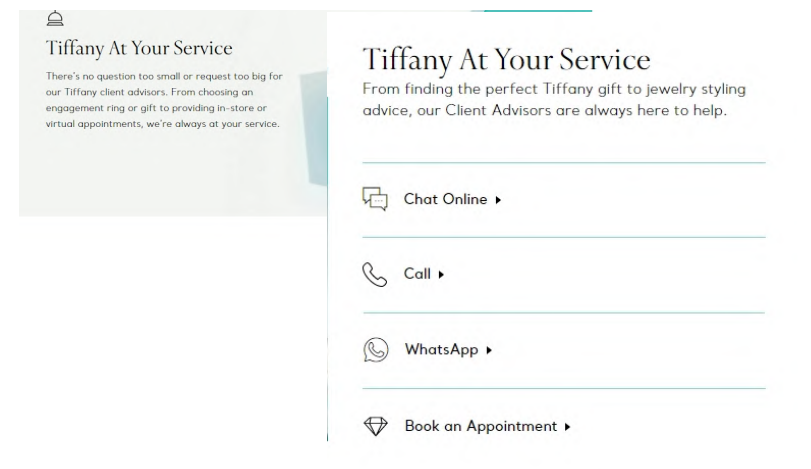 Tiffany At Your Service
There's no question too small or request too big for
our Tiffany client advisors. From choosing an
engagement ring or gift to providing in-store or
virtual appointments, we're always at your service.
Tiffany At Your Service
From finding the perfect Tiffany gift to jewelry styling
advice, our Client Advisors are always here to help.
Chat Online
Call
WhatsApp
Book an Appointment